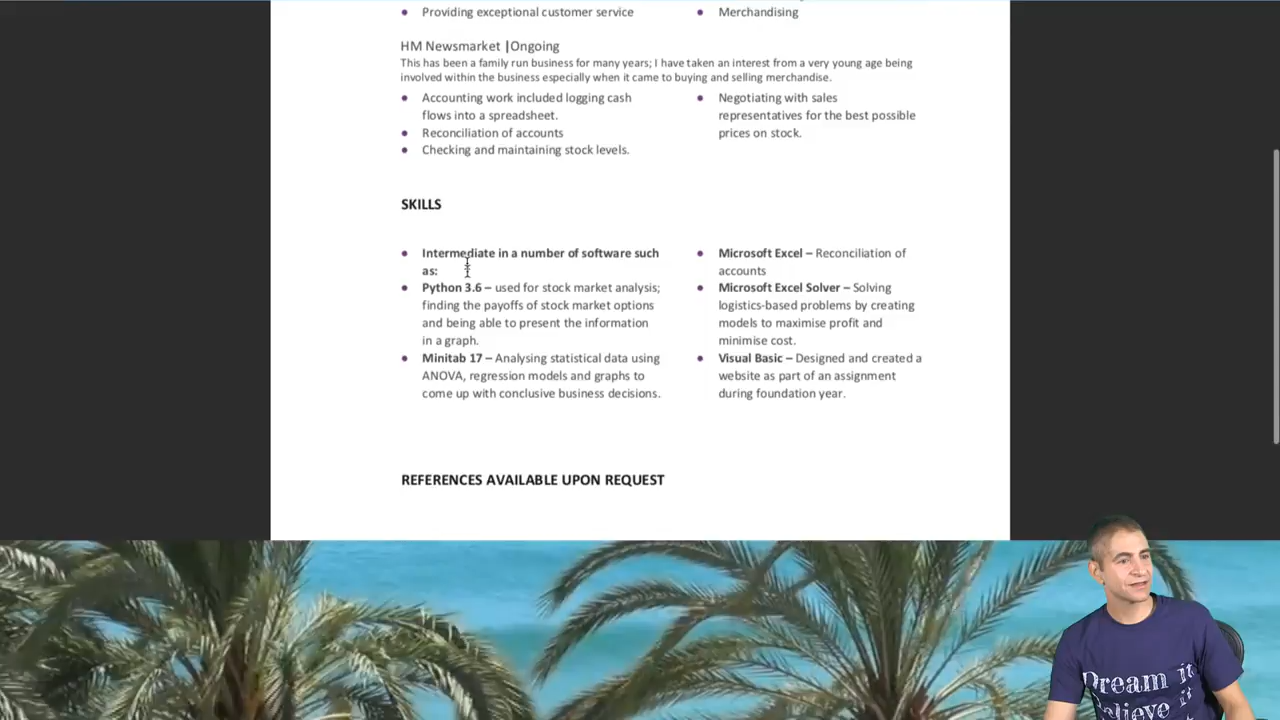 Providing exceptional customer service
Merchandising
HM Newsmarket |Ongoing
This has been a family run business for many years; I have taken an interest from a very young age being
involved within the business especially when it came to buying and selling merchandise.
Accounting work included logging cash
flows into a spreadsheet.
Reconciliation of accounts
Checking and maintaining stock levels.
Negotiating with sales
representatives for the best possible
prices on stock.
SKILLS
Intermediate in a number of software such
as:
Python 3.6 – used for stock market analysis;
finding the payoffs of stock market options
and being able to present the information
in a graph.
Minitab 17 – Analysing statistical data using
ANOVA, regression models and graphs to
come up with conclusive business decisions.
Microsoft Excel – Reconciliation of
accounts
Microsoft Excel Solver – Solving
logistics-based problems by creating
models to maximise profit and
minimise cost.
Visual Basic – Designed and created a
website as part of an assignment
during foundation year.
REFERENCES AVAILABLE UPON REQUEST
Dream it
Believe it